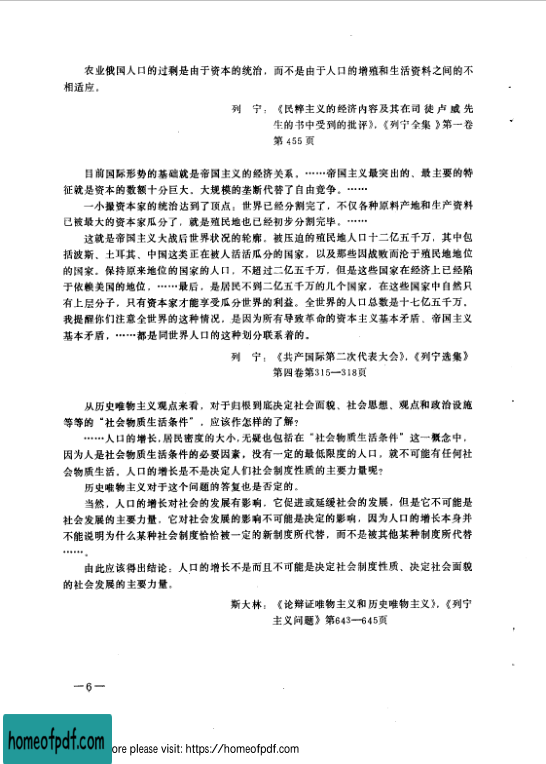 农业俄国人口的过剩是由于资本的统治，而不是由于人口的增殖和生活资料之间的不
相适应。
列　宁：《民粹主义的经济内容及其在司徒卢威先
生的书中受到的批评》，《列宁全集》第一卷
第455页
目前国际形势的基础就是帝国主义的经济关系。……帝国主义最突出的、最主要的特
征就是资本的数额十分巨大。大规模的垄断代替了自由竞争。……
一小撮资本家的统治达到了顶点：世界已经分割完了，不仅各种原料产地和生产资料
已被最大的资本家瓜分了，就是殖民地也已经初步分割完毕。……
这就是帝国主义大战后世界状况的轮廓。被压迫的殖民地人口十二亿五千万，其中包
括波斯、土耳其、中国这类正在被人活活瓜分的国家，以及那些因战败而沦于殖民地地位
的国家。保持原来地位的国家的人口，不超过二亿五千万，但是这些国家在经济上已经陷
于依赖美国的地位，……最后，是居民不到二亿五千万的几个国家，在这些国家中自然只
有上层分子，只有资本家才能享受瓜分世界的利益。全世界的人口总数是十七亿五千万。
我提醒你们注意全世界的这种情况，是因为所有导致革命的资本主义基本矛盾、帝国主义
基本矛盾，……都是同世界人口的这种划分联系着的。
列　宁：《共产国际第二次代表大会》，《列宁选集》
第四卷第315—318页
从历史唯物主义观点来看，对于归根到底决定社会面貌、社会思想、观点和政治设施
等等的“社会物质生活条件”，应该作怎样的了解？
……人口的增长，居民密度的大小，无疑也包括在“社会物质生活条件”这一概念中，
因为人是社会物质生活条件的必要因素，没有一定的最低限度的人口，就不可能有任何社
会物质生活。人口的增长是不是决定人们社会制度性质的主要力量呢？
历史唯物主义对于这个问题的答复也是否定的。
当然，人口的增长对社会的发展有影响，它促进或延缓社会的发展，但是它不可能是
社会发展的主要力量，它对社会发展的影响不可能是决定的影响，因为人口的增长本身并
不能说明为什么某种社会制度恰恰被一定的新制度所代替，而不是被其他某种制度所代替
……。
由此应该得出结论：人口的增长不是而且不可能是决定社会制度性质、决定社会面貌
的社会发展的主要力量。
斯大林：《论辩证唯物主义和历史唯物主义》，《列宁
主义问题》第643—645页
—6—
homeofpdf.com
ore please visit: https://homeofpdf.com